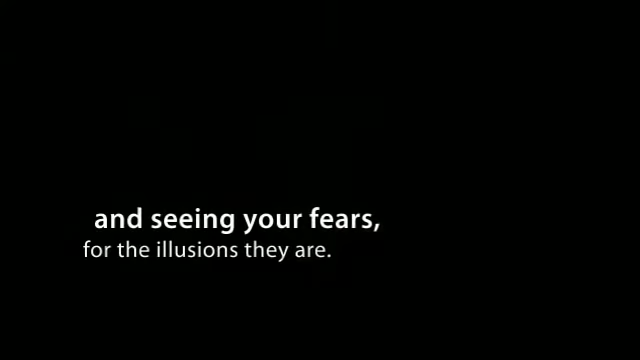 and seeing your fears,
for the illusions they are.